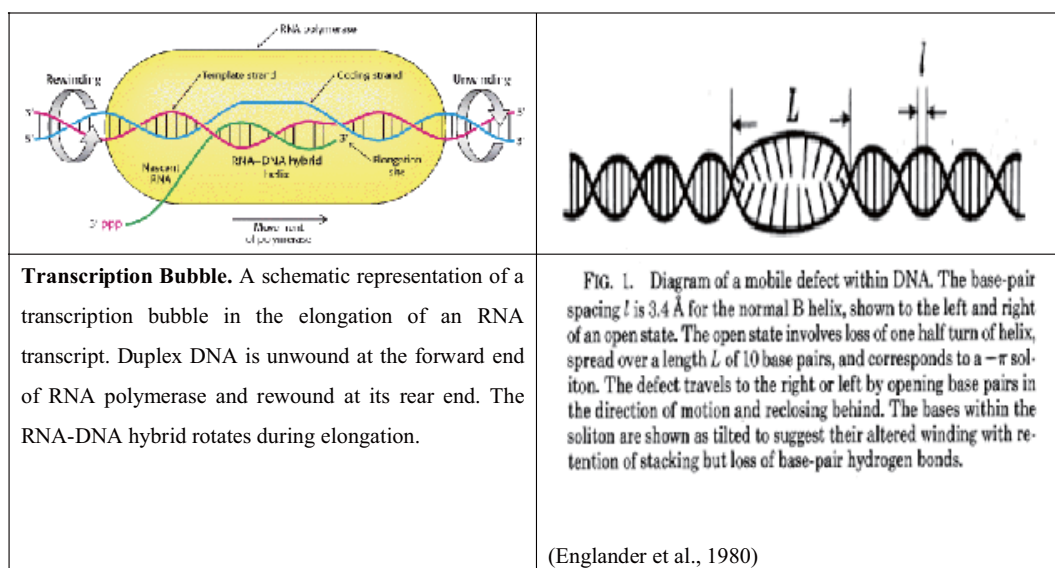 RNA polymerase
Rewinding
Template strand
Coding strand
Unwinding
3'
5'
3'
5'
3'
Nascent
RNA
RNA–DNA hybrid
helix
Elongation
site
5' ppp
Movement
of polymerase
l
L
Transcription Bubble. A schematic representation of a
transcription bubble in the elongation of an RNA
transcript. Duplex DNA is unwound at the forward end
of RNA polymerase and rewound at its rear end. The
RNA-DNA hybrid rotates during elongation.
FIG. 1. Diagram of a mobile defect within DNA. The base-pair
spacing l is 3.4 Å for the normal B helix, shown to the left and right
of an open state. The open state involves loss of one half turn of helix,
spread over a length L of 10 base pairs, and corresponds to a −π sol-
iton. The defect travels to the right or left by opening base pairs in
the direction of motion and reclosing behind. The bases within the
soliton are shown as tilted to suggest their altered winding with re-
tention of stacking but loss of base-pair hydrogen bonds.
(Englander et al., 1980)